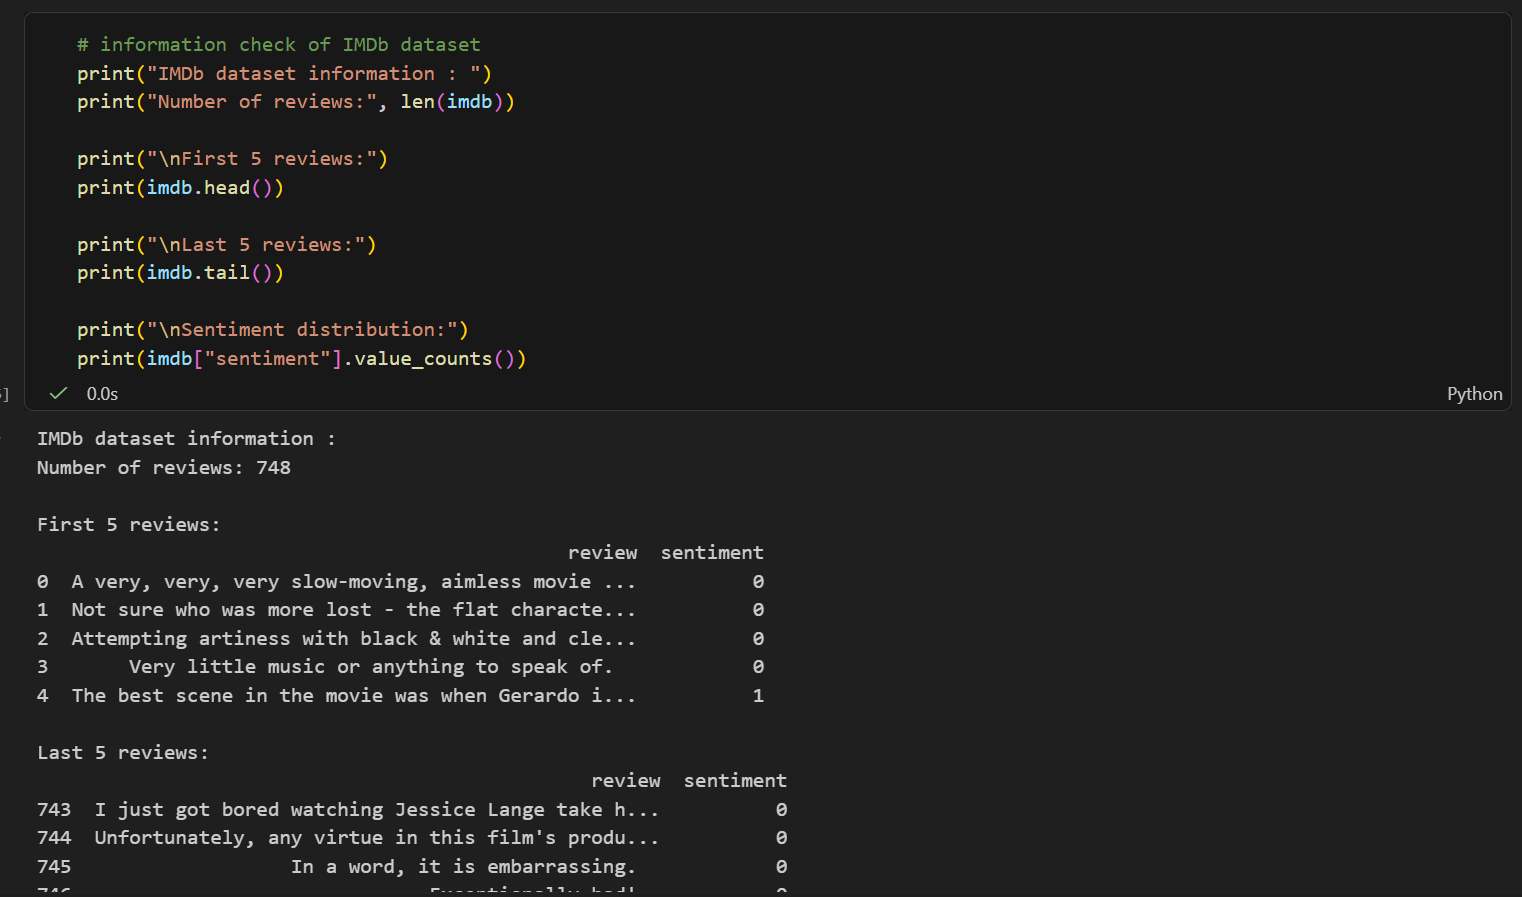 # information check of IMDb dataset
print("IMDb dataset information : ")
print("Number of reviews:", len(imdb))
print("\nFirst 5 reviews:")
print(imdb.head())
print("\nLast 5 reviews:")
print(imdb.tail())
print("\nSentiment distribution:")
print(imdb["sentiment"].value_counts())
] 0.0s Python
IMDb dataset information :
Number of reviews: 748
First 5 reviews:
review sentiment
0 A very, very, very slow-moving, aimless movie ... 0
1 Not sure who was more lost - the flat characte... 0
2 Attempting artiness with black & white and cle... 0
3 Very little music or anything to speak of. 0
4 The best scene in the movie was when Gerardo i... 1
Last 5 reviews:
review sentiment
743 I just got bored watching Jessice Lange take h... 0
744 Unfortunately, any virtue in this film's produ... 0
745 In a word, it is embarrassing. 0